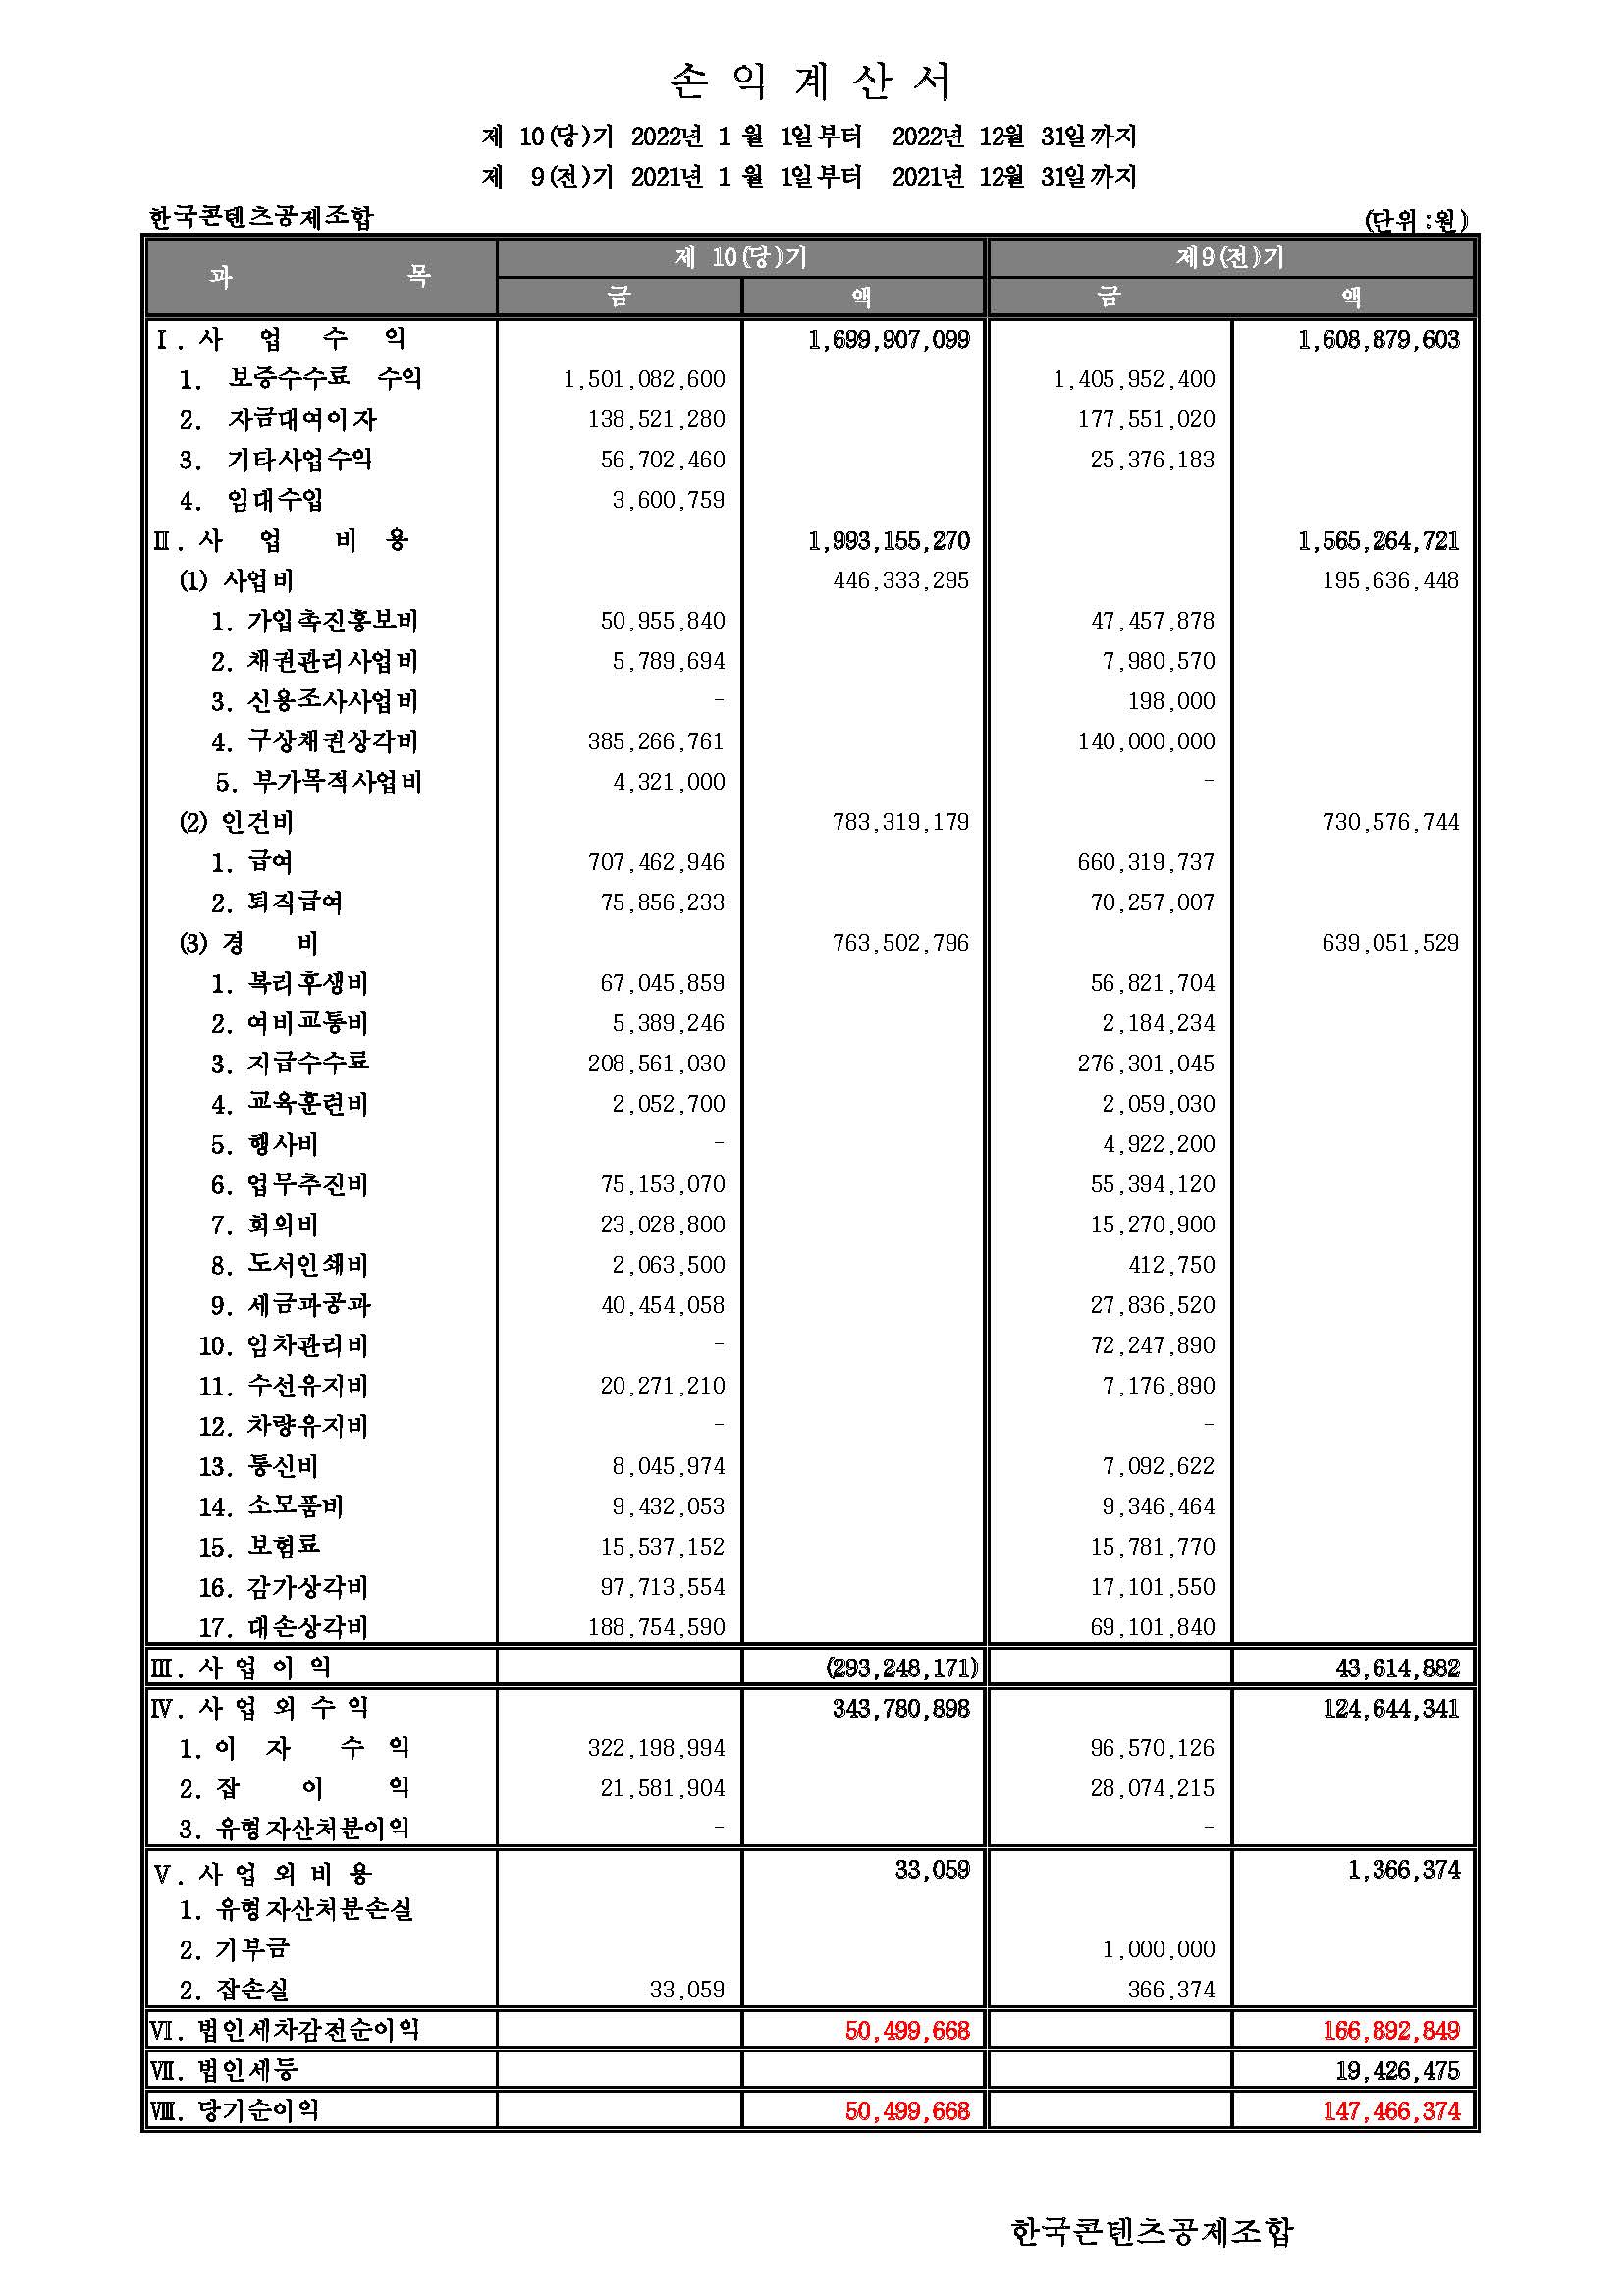 손 익 계 산 서
제 10(당)기 2022년 1 월 1일부터 2022년 12월 31일까지
제 9(전)기 2021년 1 월 1일부터 2021년 12월 31일까지
한국콘텐츠공제조합 (단위:원)
과 목 제 10(당)기 제9(전)기
금 액 금 액
Ⅰ. 사 업 수 익 1,699,907,099 1,608,879,603
1. 보증수수료 수익 1,501,082,600 1,405,952,400
2. 자금대여이자 138,521,280 177,551,020
3. 기타사업수익 56,702,460 25,376,183
4. 임대수입 3,600,759
Ⅱ. 사 업 비 용 1,993,155,270 1,565,264,721
(1) 사업비 446,333,295 195,636,448
1. 가입촉진홍보비 50,955,840 47,457,878
2. 채권관리사업비 5,789,694 7,980,570
3. 신용조사사업비 - 198,000
4. 구상채권상각비 385,266,761 140,000,000
5. 부가목적사업비 4,321,000 -
(2) 인건비 783,319,179 730,576,744
1. 급여 707,462,946 660,319,737
2. 퇴직급여 75,856,233 70,257,007
(3) 경 비 763,502,796 639,051,529
1. 복리후생비 67,045,859 56,821,704
2. 여비교통비 5,389,246 2,184,234
3. 지급수수료 208,561,030 276,301,045
4. 교육훈련비 2,052,700 2,059,030
5. 행사비 - 4,922,200
6. 업무추진비 75,153,070 55,394,120
7. 회의비 23,028,800 15,270,900
8. 도서인쇄비 2,063,500 412,750
9. 세금과공과 40,454,058 27,836,520
10. 임차관리비 - 72,247,890
11. 수선유지비 20,271,210 7,176,890
12. 차량유지비 - -
13. 통신비 8,045,974 7,092,622
14. 소모품비 9,432,053 9,346,464
15. 보험료 15,537,152 15,781,770
16. 감가상각비 97,713,554 17,101,550
17. 대손상각비 188,754,590 69,101,840
Ⅲ. 사 업 이 익 (293,248,171) 43,614,882
Ⅳ. 사 업 외 수 익 343,780,898 124,644,341
1. 이 자 수 익 322,198,994 96,570,126
2. 잡 이 익 21,581,904 28,074,215
3. 유형자산처분이익 - -
Ⅴ. 사 업 외 비 용 33,059 1,366,374
1. 유형자산처분손실
2. 기부금 1,000,000
2. 잡손실 33,059 366,374
Ⅵ. 법인세차감전순이익 50,499,668 166,892,849
Ⅶ. 법인세등 19,426,475
Ⅷ. 당기순이익 50,499,668 147,466,374
한국콘텐츠공제조합